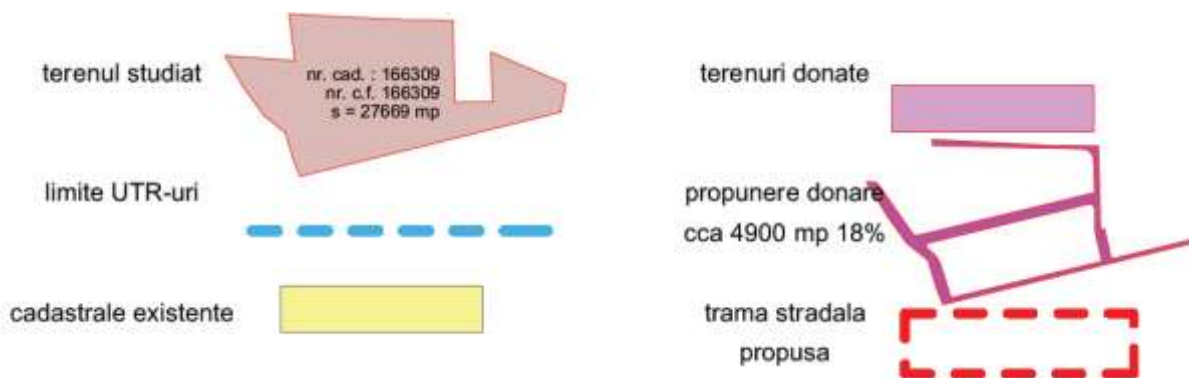 terenul studiat
nr. cad. : 166309
nr. c.f. 166309
s = 27669 mp
limite UTR-uri
cadastrale existente
terenuri donate
propunere donare
cca 4900 mp 18%
trama stradala
propusa